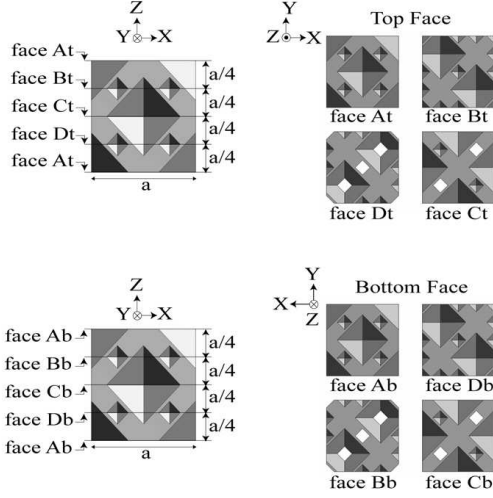 Z
Y X
face At
face Bt
face Ct
face Dt
face At
a/4
a/4
a/4
a/4
a
Y
Z X
Top Face
face At face Bt
face Dt face Ct
Z
Y X
face Ab
face Bb
face Cb
face Db
face Ab
a/4
a/4
a/4
a/4
a
Y
X Z
Bottom Face
face Ab face Db
face Bb face Cb